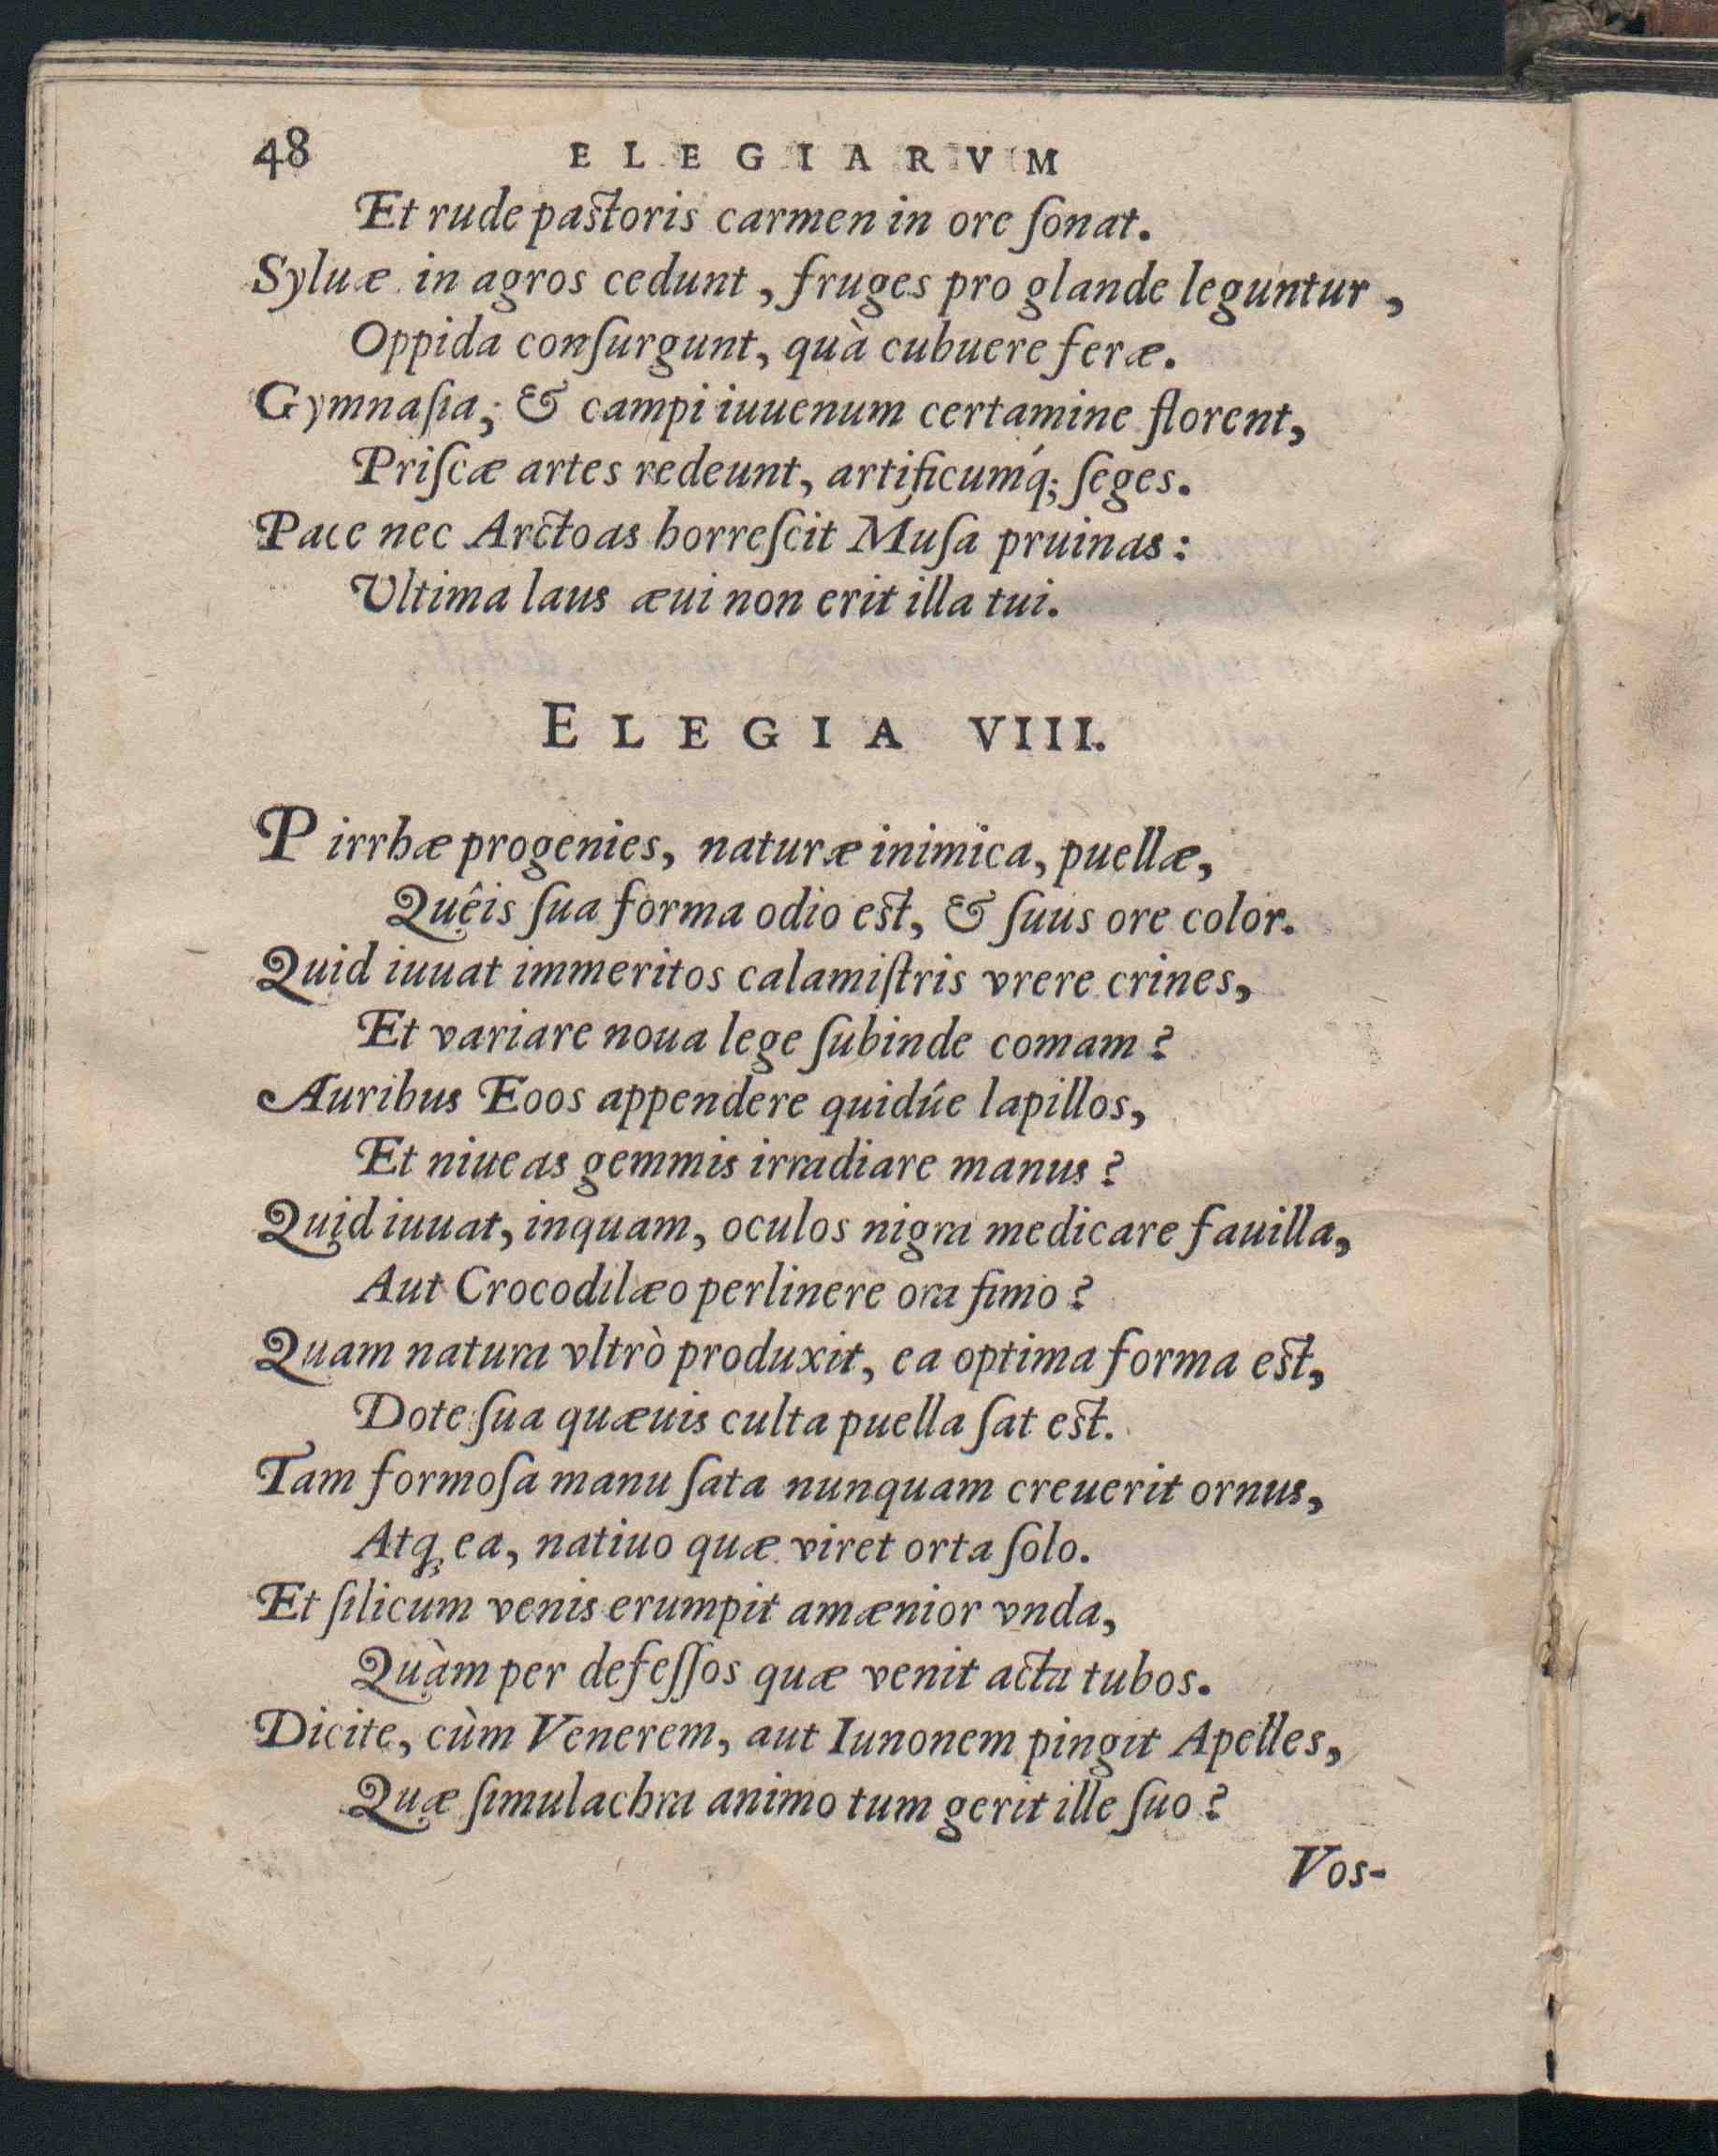 48 ELEGIARVM
Et rude pastoris carmen in ore ſonat.
Syluæ in agros cedunt, fruges pro glande leguntur,
Oppida conſurgunt, quà cubuere feræ.
Gymnaſia, & campi iuuenum certamine florent,
Priſcæ artes redeunt, artificumq́; ſeges.
Pace nec Arctoas horreſcit Muſa pruinas:
Vltima laus æui non erit illa tui.
ELEGIA VIII.
Pirrhæ progenies, naturæ inimica, puellæ,
Quêis ſua forma odio est, & ſuus ore color.
Quid iuuat immeritos calamiſtris vrere crines,
Et variare noua lege ſubinde comam?
Auribus Eoos appendere quidúe lapillos,
Et niueas gemmis irradiare manus?
Quid iuuat, inquam, oculos nigra medicare fauilla,
Aut Crocodilæo perlinere ora fimo?
Quam natura vltrò produxit, ea optima forma est,
Dote ſua quæuis culta puella ſat est.
Tam formoſa manu ſata nunquam creuerit ornus,
Atq; ea, natiuo quæ viret orta ſolo.
Et ſilicum venis erumpit amænior vnda,
Quàm per defeſſos quæ venit acta tubos.
Dicite, cùm Venerem, aut Iunonem pingit Apelles,
Quæ ſimulachra animo tum gerit ille ſuo?
Vos-